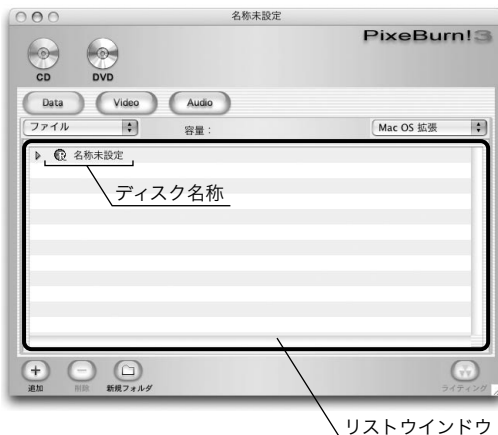 名称未設定
PixeBurn!3
CD
DVD
Data
Video
Audio
ファイル
容量：
Mac OS 拡張
名称未設定
ディスク名称
追加
削除
新規フォルダ
ライティング
リストウインドウ